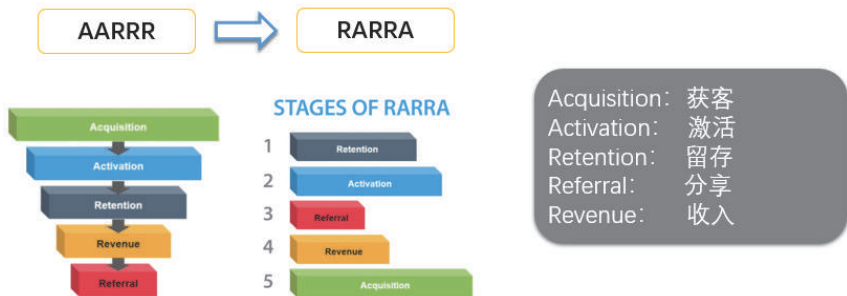 AARRR
RARRA
Acquisition
Activation
Retention
Revenue
Referral
STAGES OF RARRA
1 Retention
2 Activation
3 Referral
4 Revenue
5 Acquisition
Acquisition: 获客
Activation: 激活
Retention: 留存
Referral: 分享
Revenue: 收入